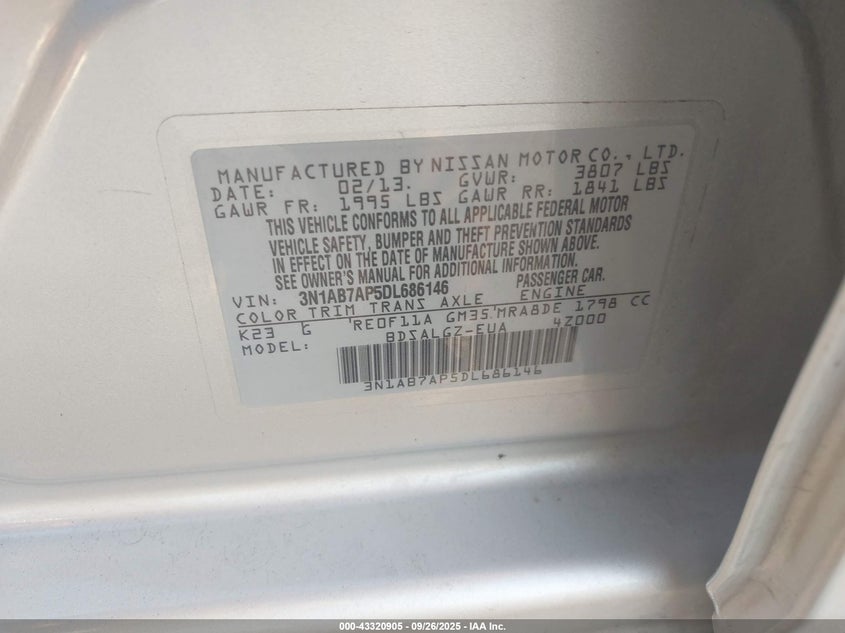 MANUFACTURED BY NISSAN MOTOR CO., LTD.
DATE: 02/13. GVWR: 3807 LBS
GAWR FR: 1995 LBS GAWR RR: 1841 LBS
THIS VEHICLE CONFORMS TO ALL APPLICABLE FEDERAL MOTOR
VEHICLE SAFETY, BUMPER AND THEFT PREVENTION STANDARDS
IN EFFECT ON DATE OF MANUFACTURE SHOWN ABOVE.
SEE OWNER'S MANUAL FOR ADDITIONAL INFORMATION.
VIN: 3N1AB7AP5DL686146 PASSENGER CAR.
COLOR TRIM TRANS AXLE ENGINE
K23 G RE0F11A GM35 MRA8DE 1798 CC
MODEL: BDSALGZ-EUA 4Z000
3N1AB7AP5DL686146
000-43320905 - 09/26/2025 - IAA Inc.